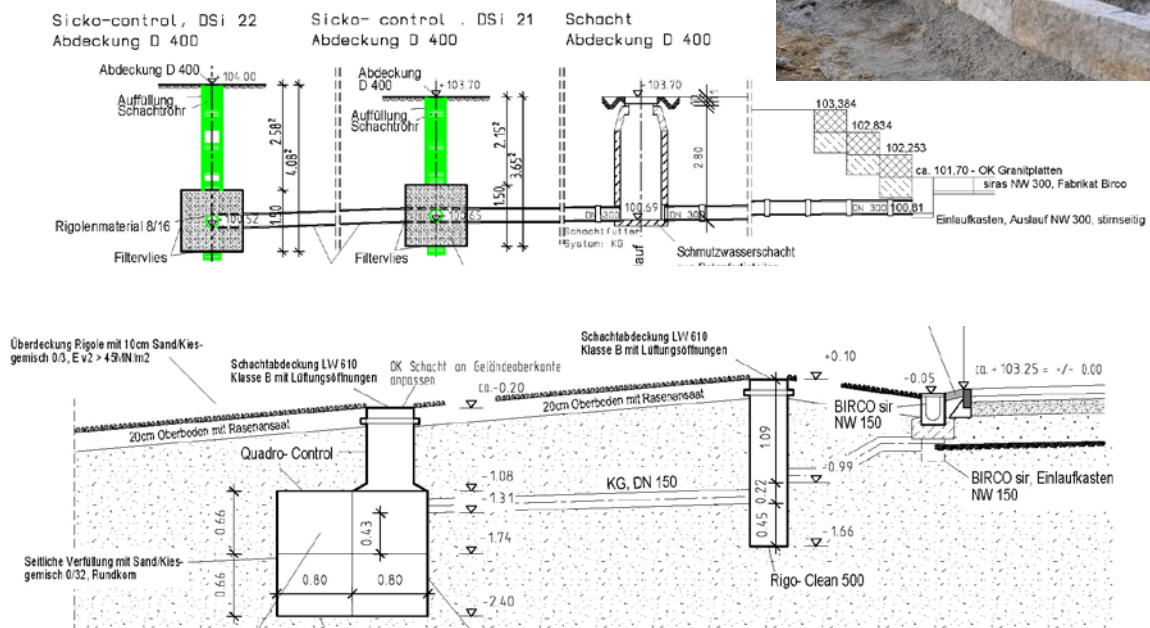 Sicko-control, DSi 22
Abdeckung D 400
Sicko- control . DSi 21
Abdeckung D 400
Schacht
Abdeckung D 400
Abdeckung D 400
+104.00
Auffüllung
Schachtrohr
2.58²
4,08²
1,50
100.52
Rigolenmaterial 8/16
Filtervlies
Abdeckung
D 400
+103.70
Auffüllung
Schachtrohr
2.15²
3,65²
1.50
100.65
Filtervlies
+103.70
2.80
DN 300
100.69
DN 300
Schachtfutter
System: KG
Schmutzwasserschacht
103,384
102,834
102,253
ca. 101,70 - OK Granitplatten
siras NW 300, Fabrikat Birco
DN 300
100,81
Einlaufkasten, Auslauf NW 300, stirnseitig
Überdeckung Rigole mit 10cm Sand/Kies-
gemisch 0/3, E v2 > 45MN/m2
Schachtabdeckung LW 610
Klasse B mit Lüftungsöffnungen
OK Schacht an Geländeoberkante
anpassen
ca.-0.20
Schachtabdeckung LW 610
Klasse B mit Lüftungsöffnungen
+0.10
-0.05
ca. + 103.25 = +/- 0.00
20cm Oberboden mit Rasenansaat
20cm Oberboden mit Rasenansaat
BIRCO sir
NW 150
Quadro- Control
-1.08
-1.31
KG, DN 150
1.09
-0.99
BIRCO sir, Einlaufkasten
NW 150
0.66
0.43
0.22
0.45
-1.74
-1.56
Seitliche Verfüllung mit Sand/Kies-
gemisch 0/32, Rundkorn
0.66
0.80
0.80
-2.40
Rigo- Clean 500